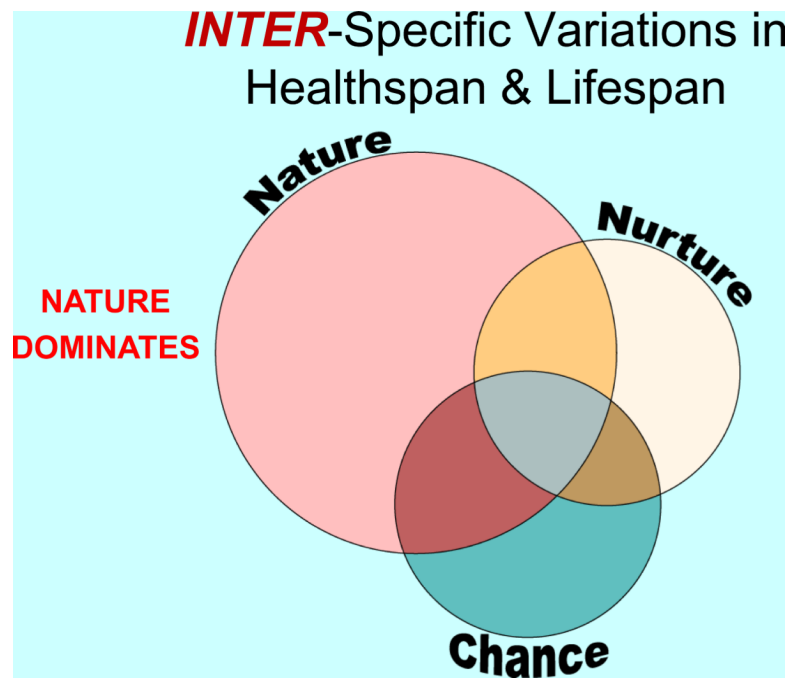 INTER-Specific Variations in
Healthspan & Lifespan
Nature
Nurture
NATURE
DOMINATES
Chance